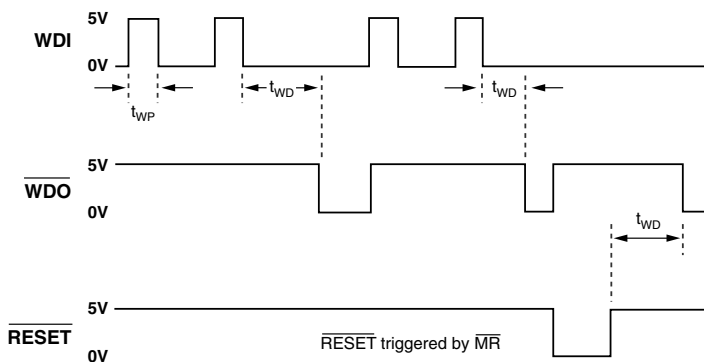 5V
WDI
0V
tWD
tWD
tWP
5V
WDO
0V
tWD
5V
RESET
RESET triggered by MR
0V